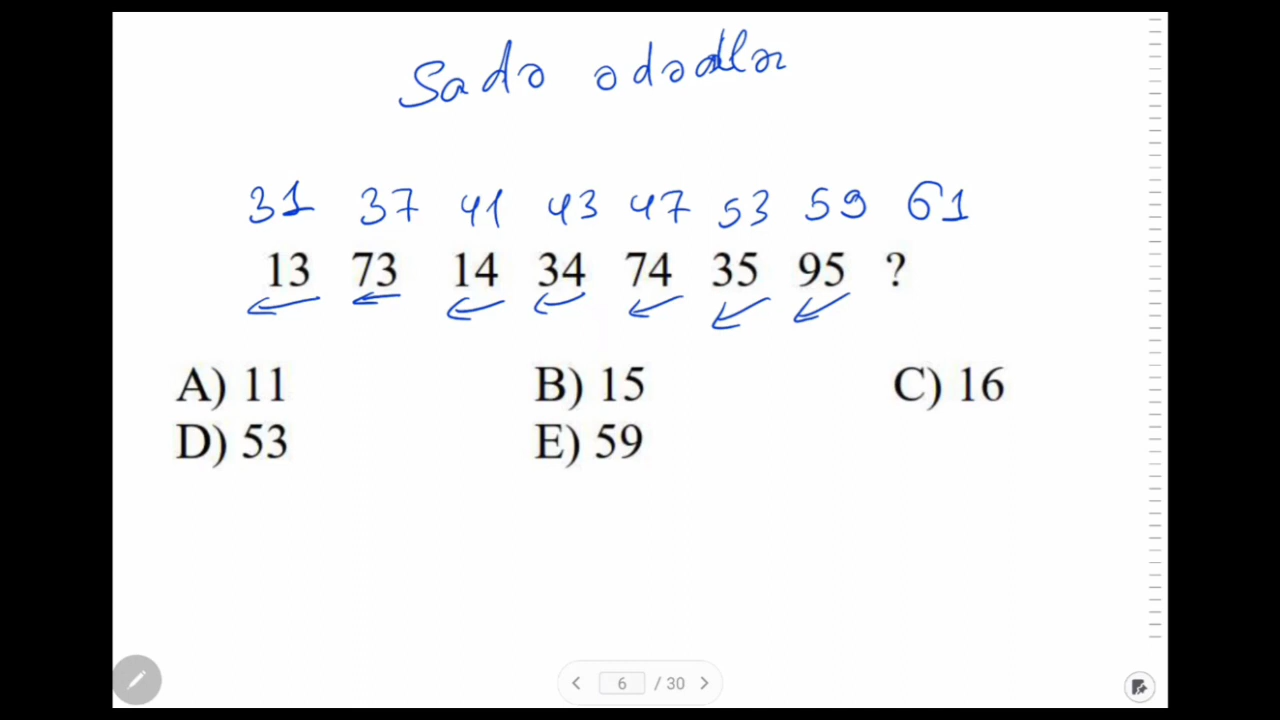 Sadə ədədlər
31 37 41 43 47 53 59 61
13 73 14 34 74 35 95 ?
A) 11 B) 15 C) 16
D) 53 E) 59
6 / 30